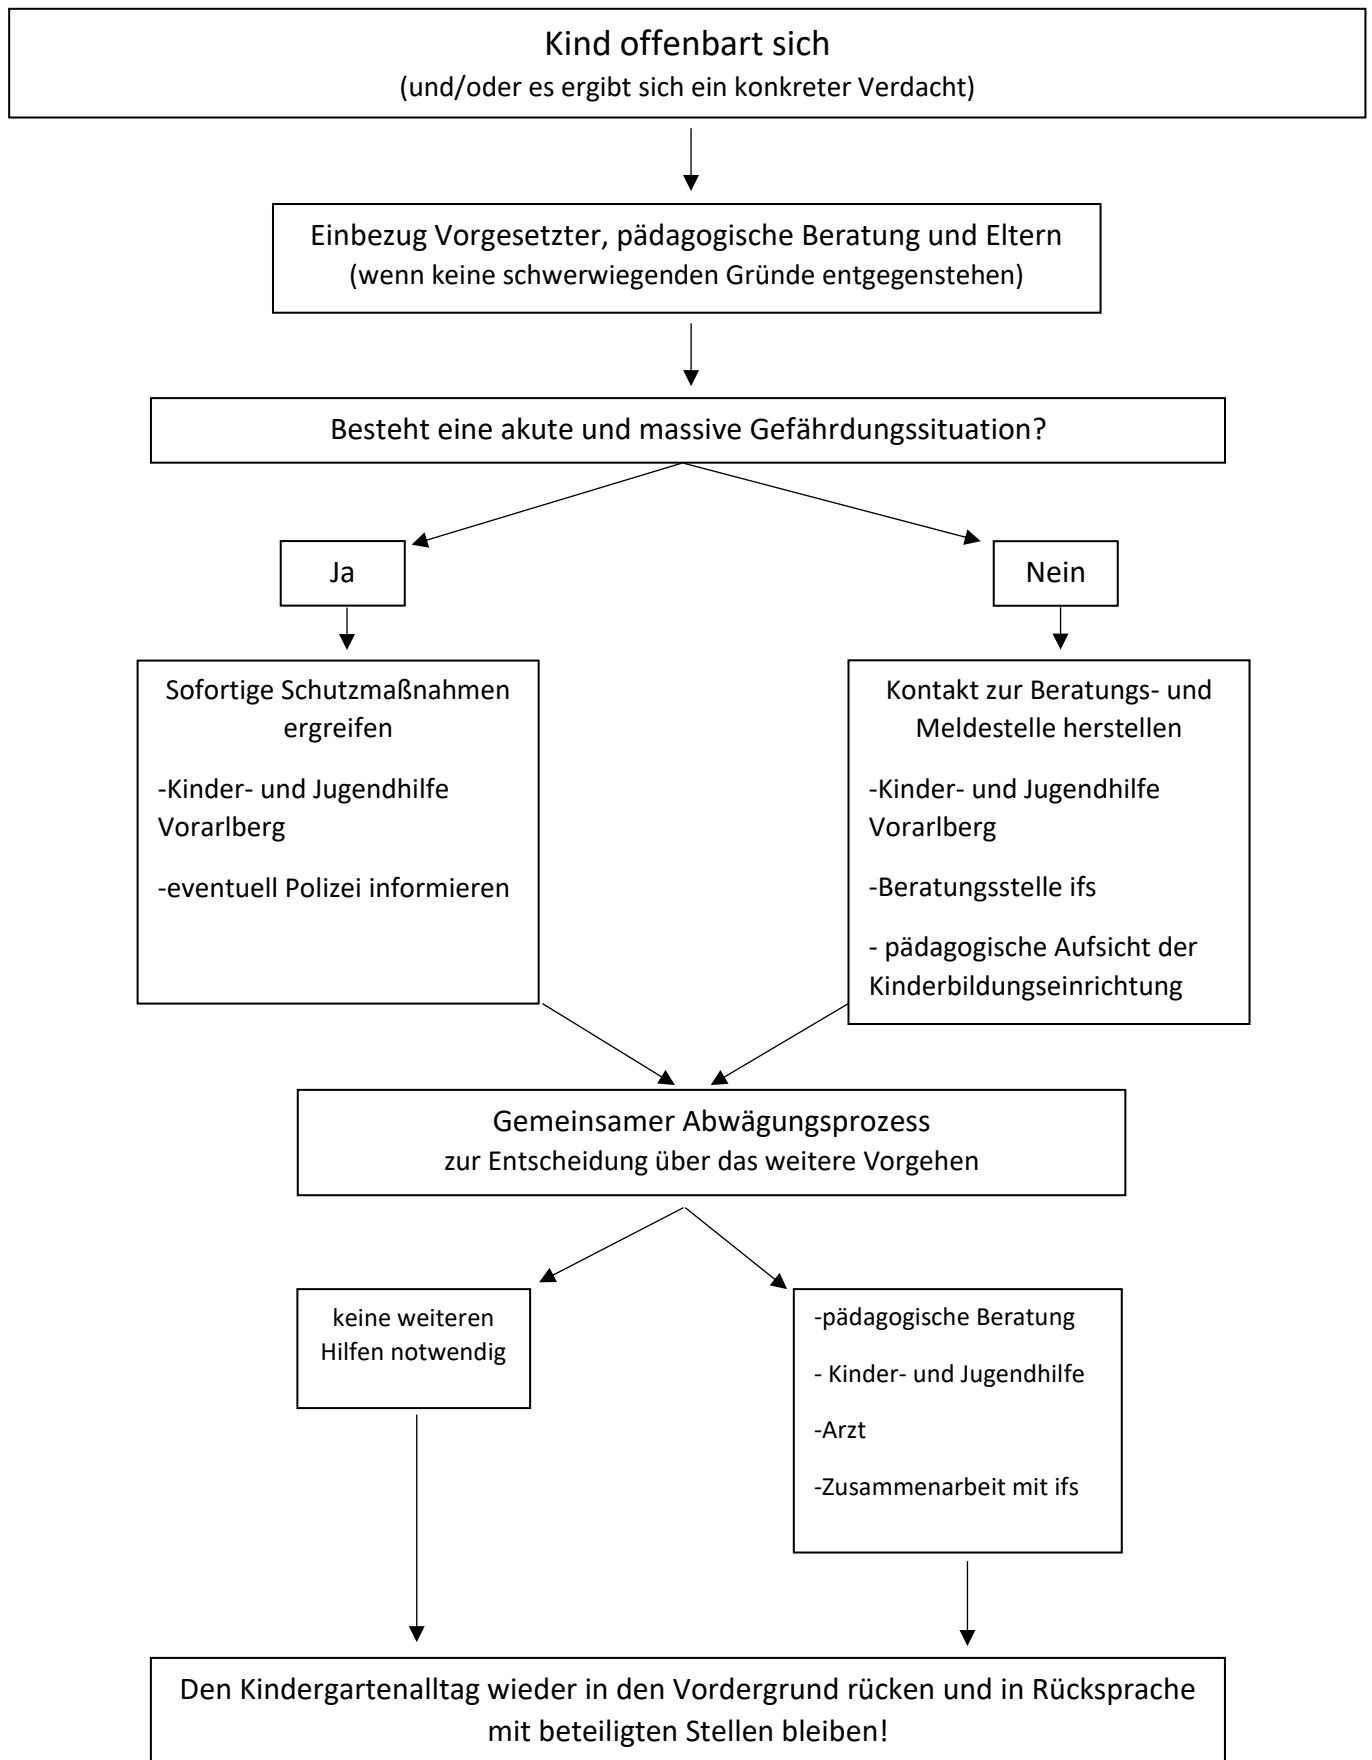 Kind offenbart sich
(und/oder es ergibt sich ein konkreter Verdacht)
Einbezug Vorgesetzter, pädagogische Beratung und Eltern
(wenn keine schwerwiegenden Gründe entgegenstehen)
Besteht eine akute und massive Gefährdungssituation?
Ja
Nein
Sofortige Schutzmaßnahmen
ergreifen
-Kinder- und Jugendhilfe
Vorarlberg
-eventuell Polizei informieren
Kontakt zur Beratungs- und
Meldestelle herstellen
-Kinder- und Jugendhilfe
Vorarlberg
-Beratungsstelle ifs
- pädagogische Aufsicht der
Kinderbildungseinrichtung
Gemeinsamer Abwägungsprozess
zur Entscheidung über das weitere Vorgehen
keine weiteren
Hilfen notwendig
-pädagogische Beratung
- Kinder- und Jugendhilfe
-Arzt
-Zusammenarbeit mit ifs
Den Kindergartenalltag wieder in den Vordergrund rücken und in Rücksprache
mit beteiligten Stellen bleiben!